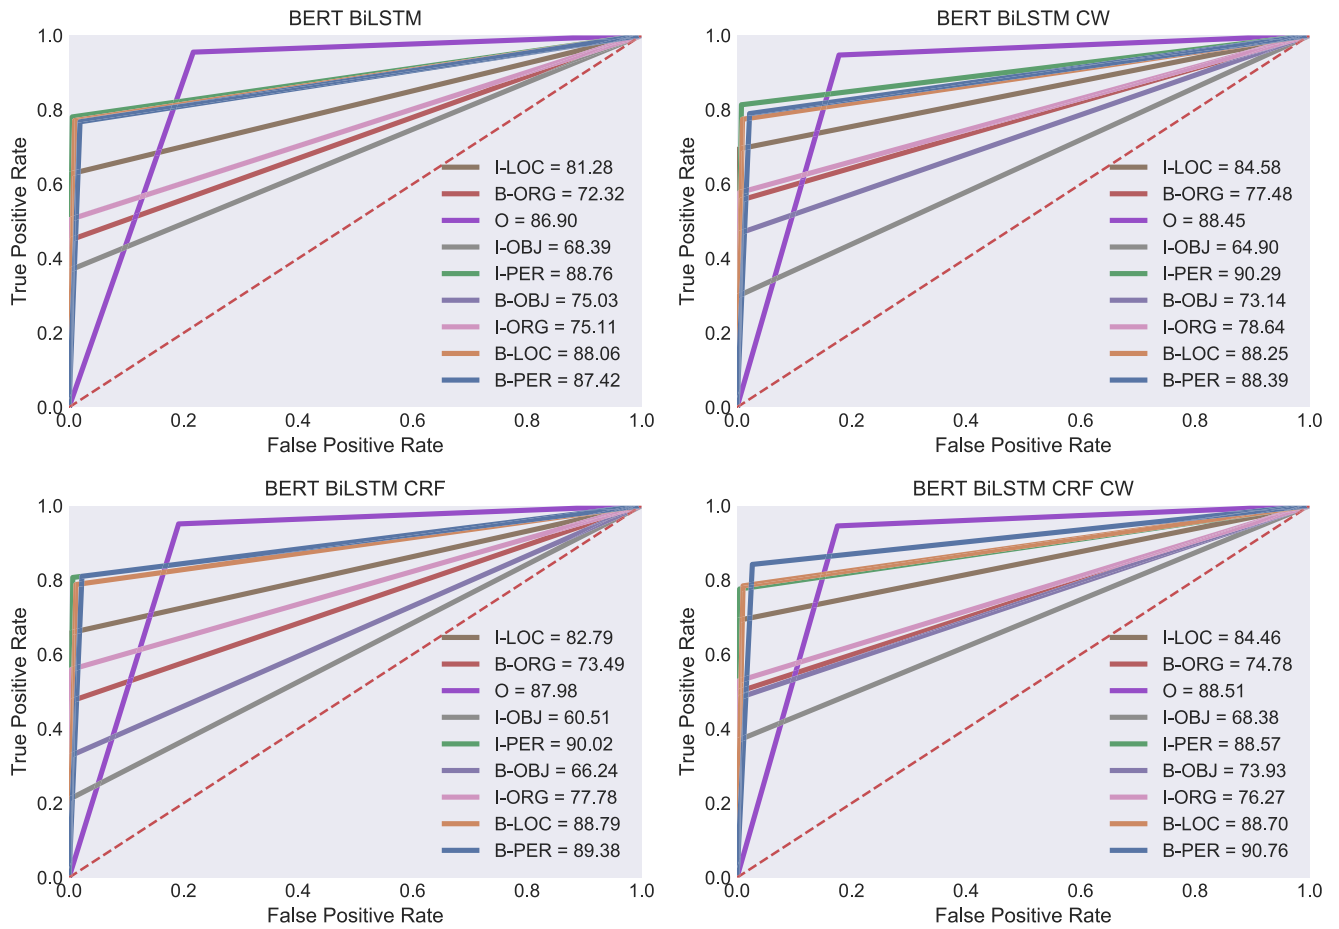 BERT BiLSTM
1.0
0.8
0.6
0.4
0.2
0.0
True Positive Rate
I-LOC = 81.28
B-ORG = 72.32
O = 86.90
I-OBJ = 68.39
I-PER = 88.76
B-OBJ = 75.03
I-ORG = 75.11
B-LOC = 88.06
B-PER = 87.42
0.0 0.2 0.4 0.6 0.8 1.0
False Positive Rate
BERT BiLSTM CW
1.0
0.8
0.6
0.4
0.2
0.0
True Positive Rate
I-LOC = 84.58
B-ORG = 77.48
O = 88.45
I-OBJ = 64.90
I-PER = 90.29
B-OBJ = 73.14
I-ORG = 78.64
B-LOC = 88.25
B-PER = 88.39
0.0 0.2 0.4 0.6 0.8 1.0
False Positive Rate
BERT BiLSTM CRF
1.0
0.8
0.6
0.4
0.2
0.0
True Positive Rate
I-LOC = 82.79
B-ORG = 73.49
O = 87.98
I-OBJ = 60.51
I-PER = 90.02
B-OBJ = 66.24
I-ORG = 77.78
B-LOC = 88.79
B-PER = 89.38
0.0 0.2 0.4 0.6 0.8 1.0
False Positive Rate
BERT BiLSTM CRF CW
1.0
0.8
0.6
0.4
0.2
0.0
True Positive Rate
I-LOC = 84.46
B-ORG = 74.78
O = 88.51
I-OBJ = 68.38
I-PER = 88.57
B-OBJ = 73.93
I-ORG = 76.27
B-LOC = 88.70
B-PER = 90.76
0.0 0.2 0.4 0.6 0.8 1.0
False Positive Rate